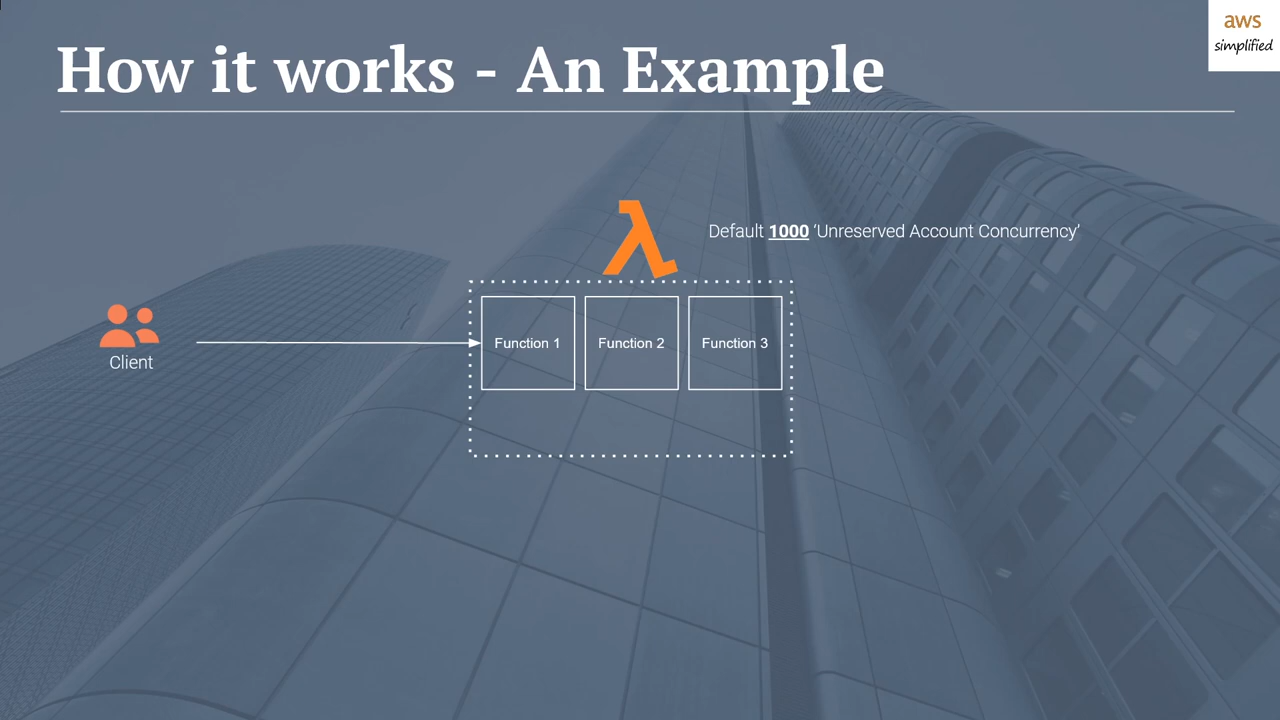 How it works - An Example
aws
simplified
Default 1000 ‘Unreserved Account Concurrency’
Client
Function 1
Function 2
Function 3